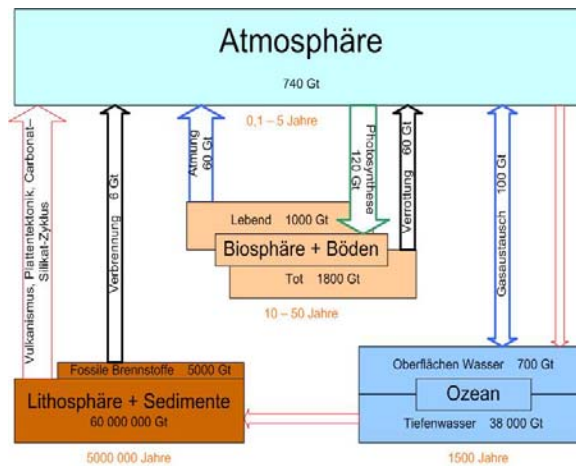 Atmosphäre
740 Gt
0,1 – 5 Jahre
Vulkanismus, Plattentektonik, Carbonat–
Silikat-Zyklus
Verbrennung 6 Gt
Atmung
60 Gt
Photosynthese
120 Gt
Verrottung 60 Gt
Gasaustausch 100 Gt
Lebend 1000 Gt
Biosphäre + Böden
Tot 1800 Gt
10 – 50 Jahre
Fossile Brennstoffe 5000 Gt
Lithosphäre + Sedimente
60 000 000 Gt
5000 000 Jahre
Oberflächen Wasser 700 Gt
Ozean
Tiefenwasser 38 000 Gt
1500 Jahre